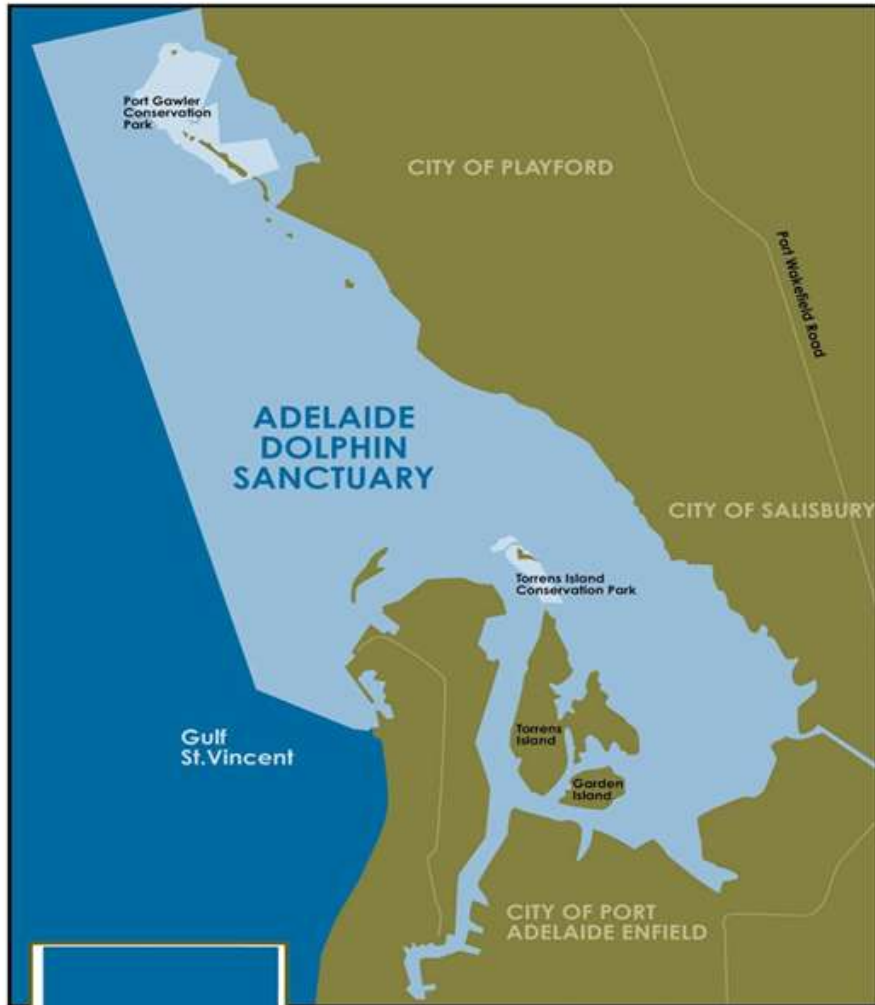 Port Gawler
Conservation
Park
CITY OF PLAYFORD
Port Wakefield Road
ADELAIDE
DOLPHIN
SANCTUARY
CITY OF SALISBURY
Torrens Island
Conservation Park
Gulf
St.Vincent
Torrens
Island
Garden
Island
CITY OF PORT
ADELAIDE ENFIELD